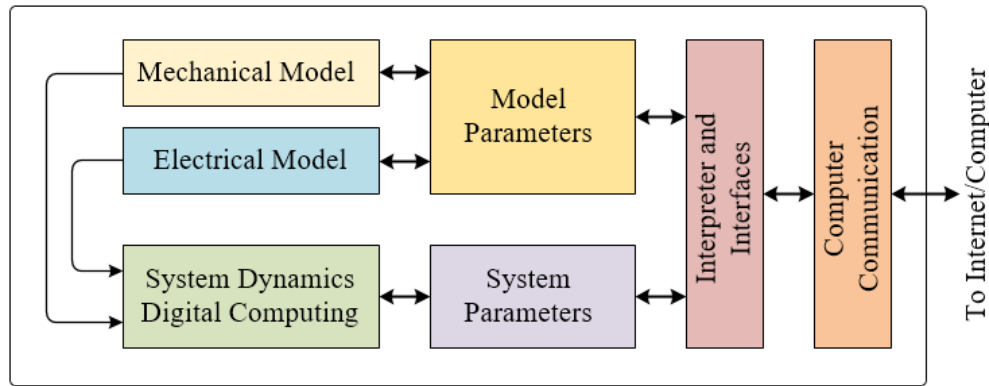 Mechanical Model
Electrical Model
System Dynamics
Digital Computing
Model
Parameters
System
Parameters
Interpreter and
Interfaces
Computer
Communication
To Internet/Computer